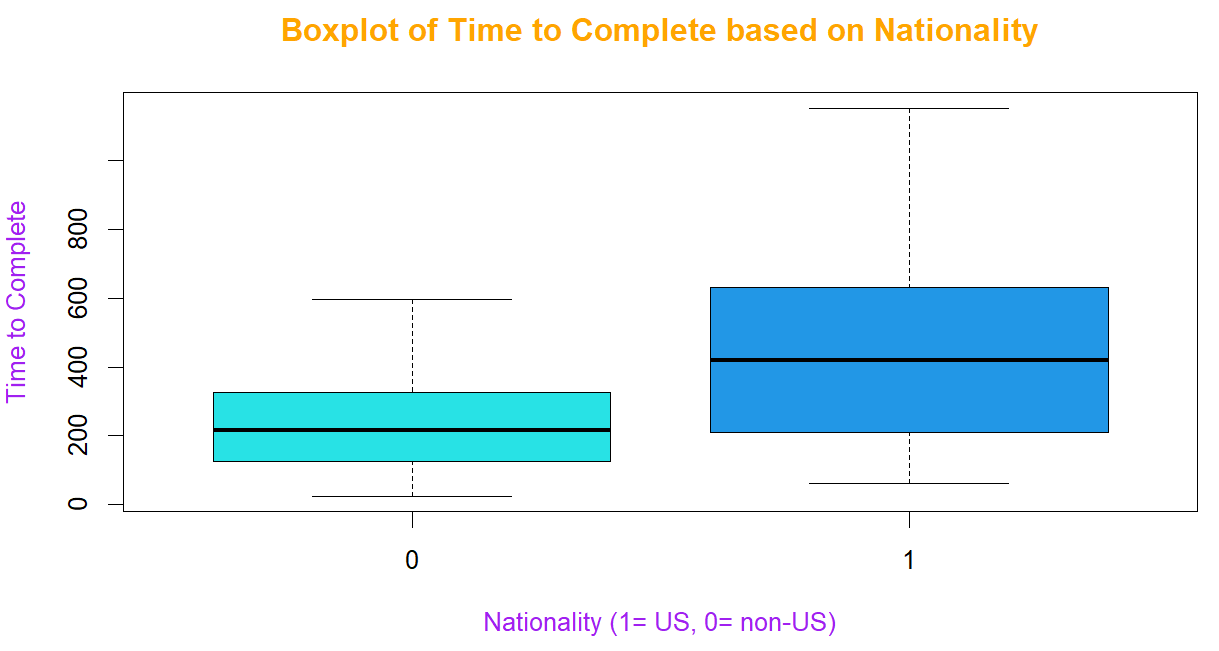 Boxplot of Time to Complete based on Nationality
Time to Complete
800
600
400
200
0
0 1
Nationality (1= US, 0= non-US)